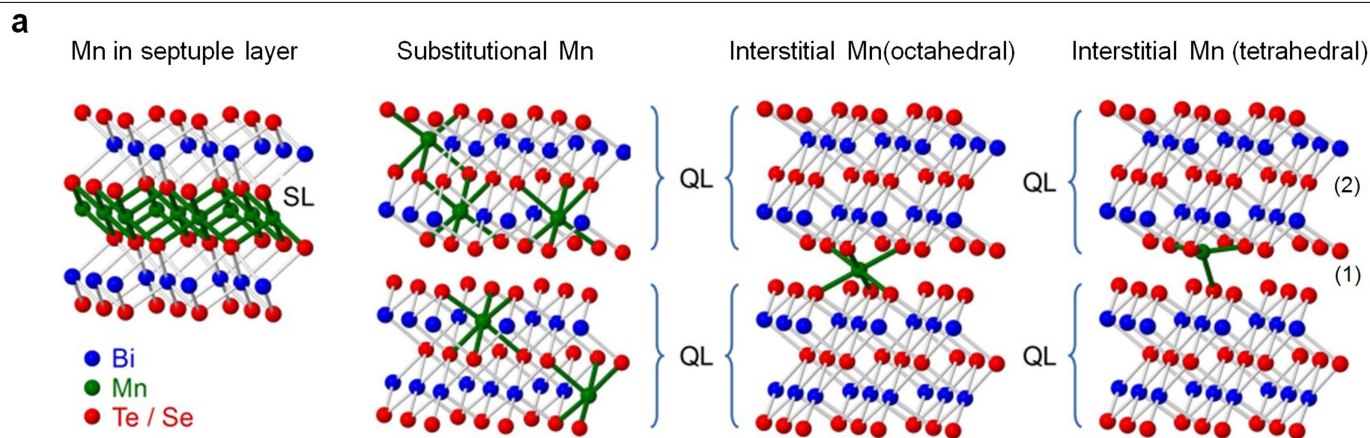 a
Mn in septuple layer
Substitutional Mn
Interstitial Mn(octahedral)
Interstitial Mn (tetrahedral)
SL
QL
QL
(2)
(1)
QL
QL
Bi
Mn
Te / Se